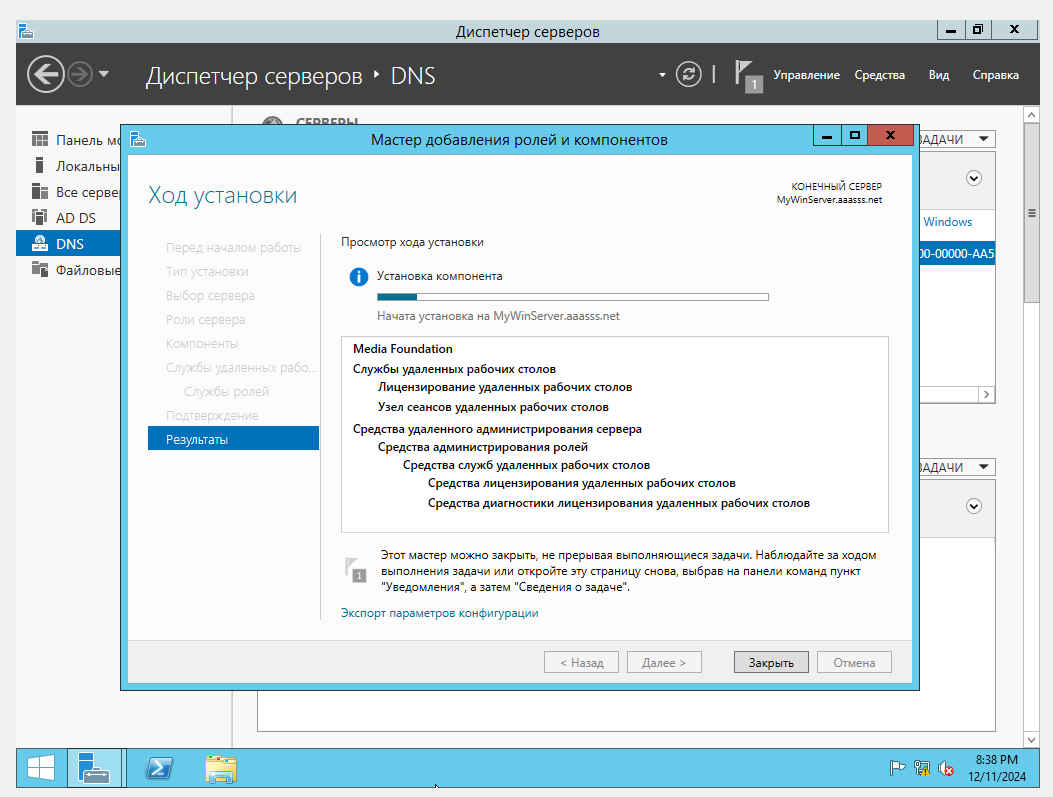 Диспетчер серверов
Диспетчер серверов ‣ DNS
1
Управление Средства Вид Справка
СЕРВЕРЫ
Панель мо
Локальны
Все серве
AD DS
DNS
Файловые
ЗАДАЧИ
Windows
00-00000-AA5
ЗАДАЧИ
Мастер добавления ролей и компонентов
Ход установки
КОНЕЧНЫЙ СЕРВЕР
MyWinServer.aaasss.net
Перед началом работы
Тип установки
Выбор сервера
Роли сервера
Компоненты
Службы удаленных рабо...
Службы ролей
Подтверждение
Результаты
Просмотр хода установки
Установка компонента
Начата установка на MyWinServer.aaasss.net
Media Foundation
Службы удаленных рабочих столов
Лицензирование удаленных рабочих столов
Узел сеансов удаленных рабочих столов
Средства удаленного администрирования сервера
Средства администрирования ролей
Средства служб удаленных рабочих столов
Средства лицензирования удаленных рабочих столов
Средства диагностики лицензирования удаленных рабочих столов
1
Этот мастер можно закрыть, не прерывая выполняющиеся задачи. Наблюдайте за ходом
выполнения задачи или откройте эту страницу снова, выбрав на панели команд пункт
"Уведомления", а затем "Сведения о задаче".
Экспорт параметров конфигурации
< Назад Далее > Закрыть Отмена
8:38 PM
12/11/2024